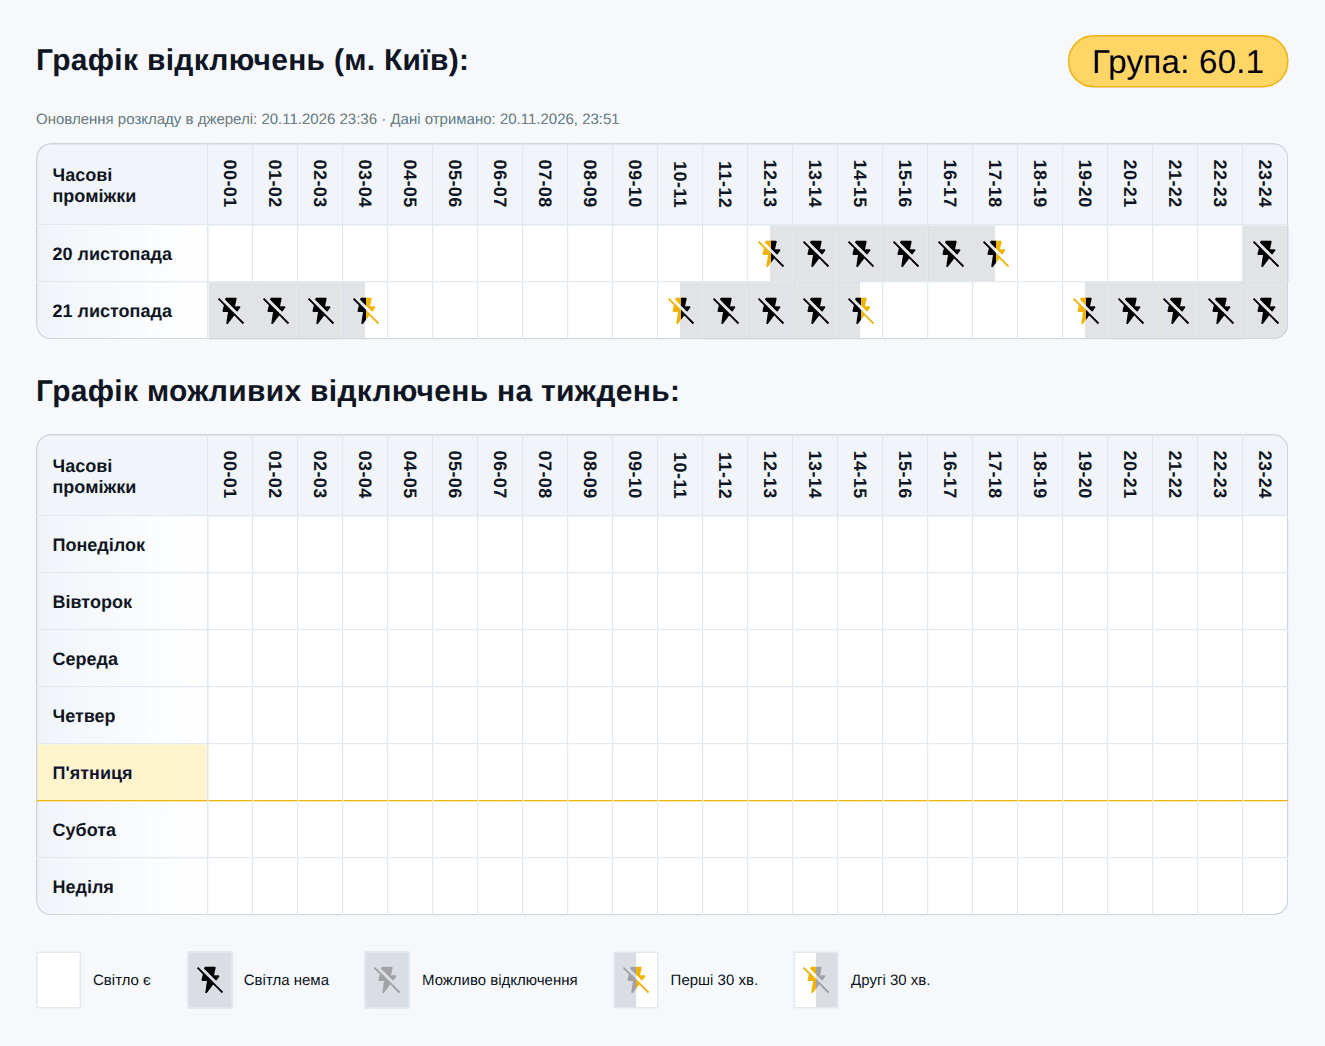 Графік відключень (м. Київ):
Група: 60.1
Оновлення розкладу в джерелі: 20.11.2026 23:36 · Дані отримано: 20.11.2026, 23:51
Часові проміжки 00-01 01-02 02-03 03-04 04-05 05-06 06-07 07-08 08-09 09-10 10-11 11-12 12-13 13-14 14-15 15-16 16-17 17-18 18-19 19-20 20-21 21-22 22-23 23-24
20 листопада
21 листопада
Графік можливих відключень на тиждень:
Часові проміжки 00-01 01-02 02-03 03-04 04-05 05-06 06-07 07-08 08-09 09-10 10-11 11-12 12-13 13-14 14-15 15-16 16-17 17-18 18-19 19-20 20-21 21-22 22-23 23-24
Понеділок
Вівторок
Середа
Четвер
П'ятниця
Субота
Неділя
Світло є Світла нема Можливо відключення Перші 30 хв. Другі 30 хв.